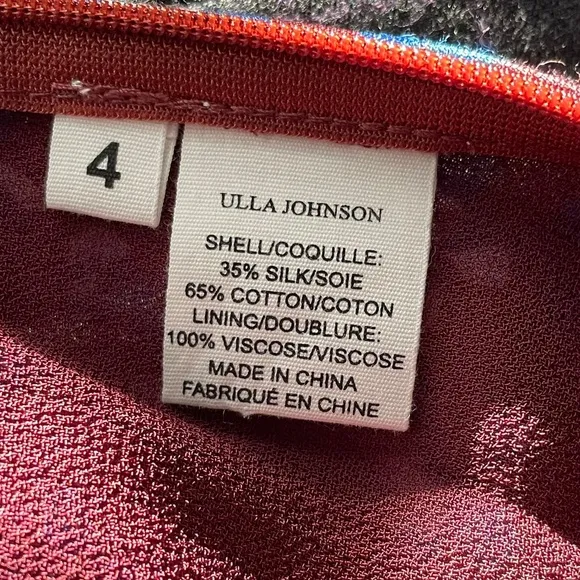 4
ULLA JOHNSON
SHELL/COQUILLE:
35% SILK/SOIE
65% COTTON/COTON
LINING/DOUBLURE:
100% VISCOSE/VISCOSE
MADE IN CHINA
FABRIQUÉ EN CHINE